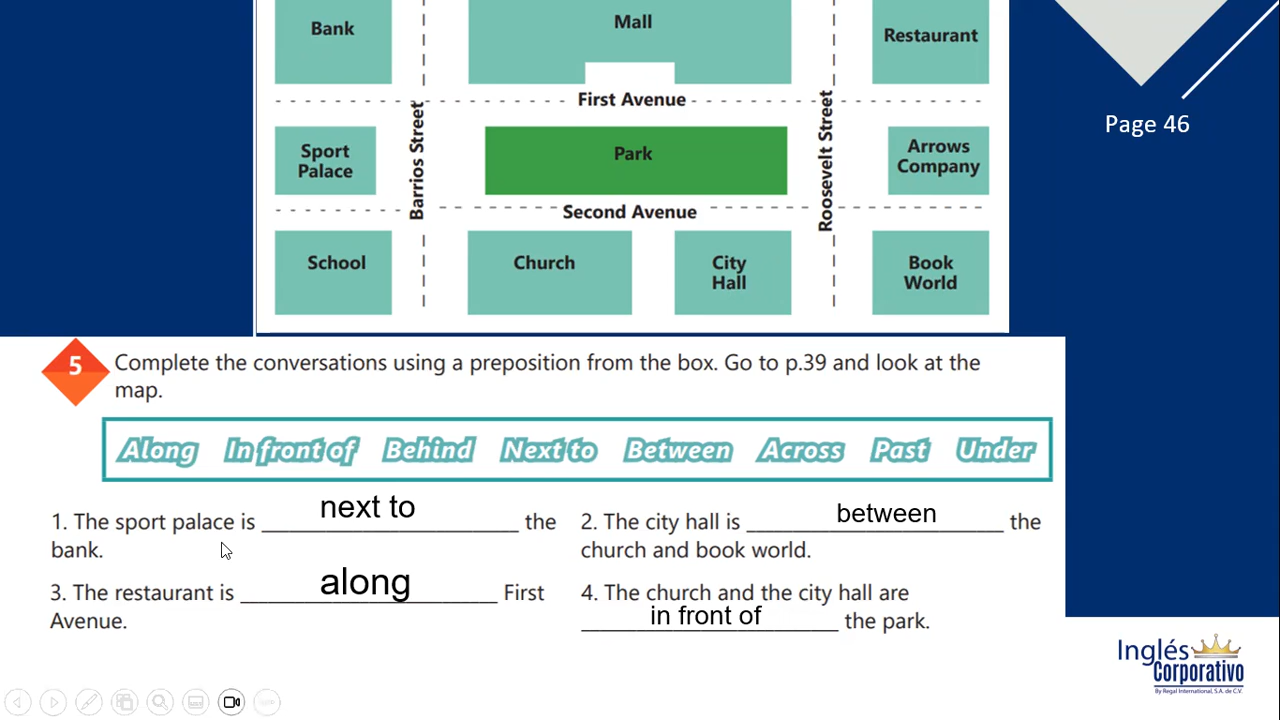 Bank
Mall
Restaurant
Page 46
First Avenue
Barrios Street
Roosevelt Street
Sport
Palace
Park
Arrows
Company
Second Avenue
School
Church
City
Hall
Book
World
5
Complete the conversations using a preposition from the box. Go to p.39 and look at the
map.
Along In front of Behind Next to Between Across Past Under
1. The sport palace is next to the
bank.
2. The city hall is between the
church and book world.
3. The restaurant is along First
Avenue.
4. The church and the city hall are
in front of the park.
Inglés
Corporativo
By Regal International, S.A. de C.V.